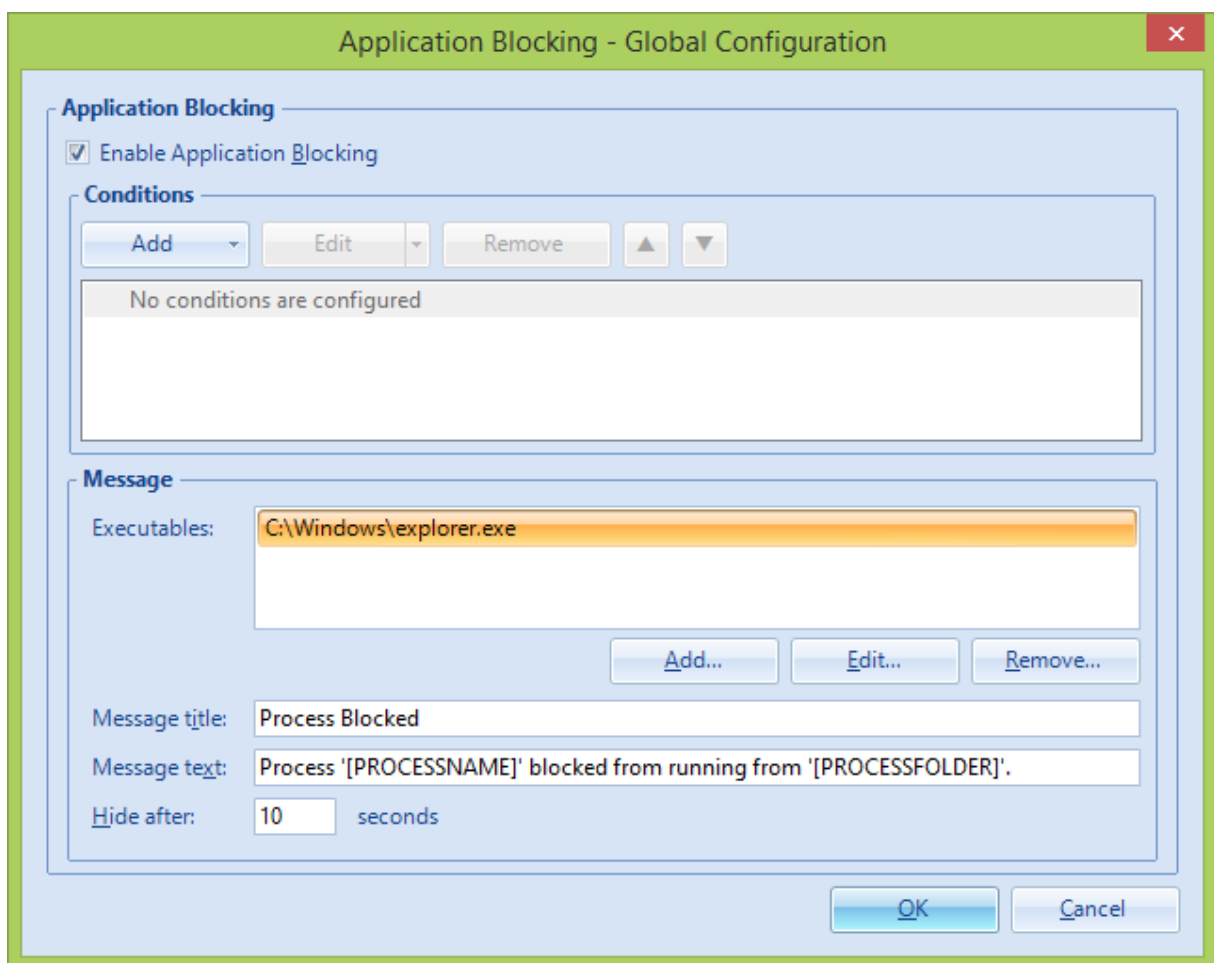 Application Blocking - Global Configuration
Application Blocking
Enable Application Blocking
Conditions
Add Edit Remove
No conditions are configured
Message
Executables: C:\Windows\explorer.exe
Add... Edit... Remove...
Message title: Process Blocked
Message text: Process '[PROCESSNAME]' blocked from running from '[PROCESSFOLDER]'.
Hide after: 10 seconds
OK Cancel